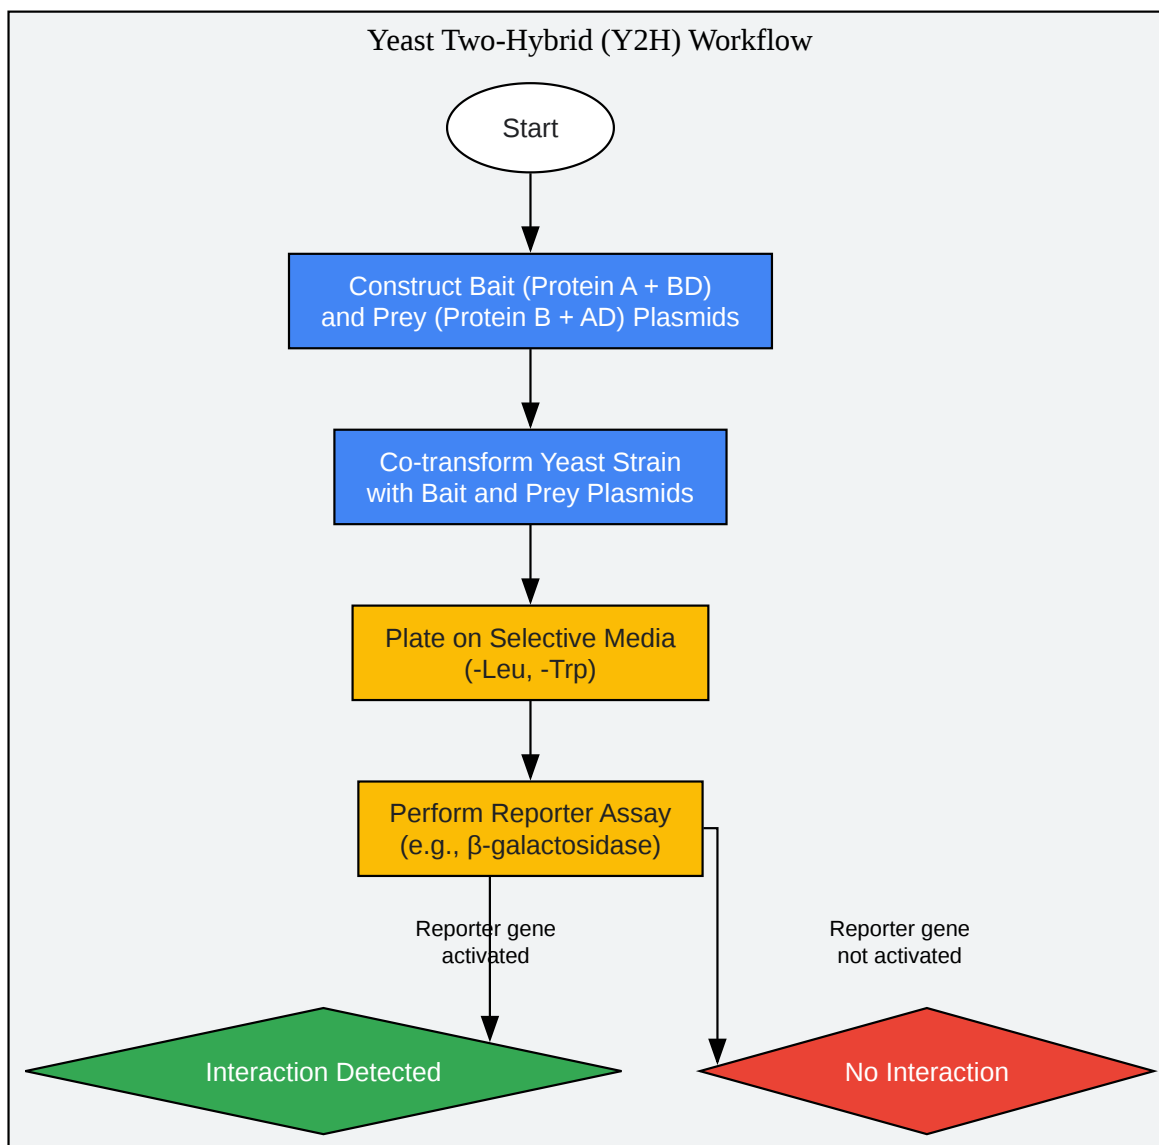 Yeast Two-Hybrid (Y2H) Workflow
Start
Construct Bait (Protein A + BD)
and Prey (Protein B + AD) Plasmids
Co-transform Yeast Strain
with Bait and Prey Plasmids
Plate on Selective Media
(-Leu, -Trp)
Perform Reporter Assay
(e.g., β-galactosidase)
Reporter gene
activated
Reporter gene
not activated
Interaction Detected
No Interaction